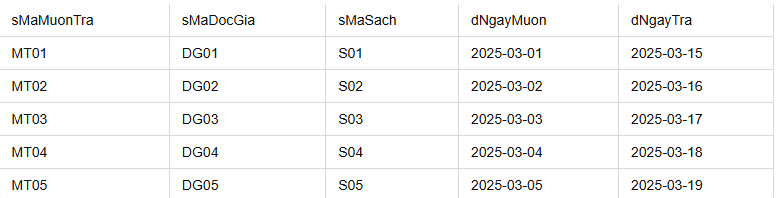 sMaMuonTra sMaDocGia sMaSach dNgayMuon dNgayTra
MT01 DG01 S01 2025-03-01 2025-03-15
MT02 DG02 S02 2025-03-02 2025-03-16
MT03 DG03 S03 2025-03-03 2025-03-17
MT04 DG04 S04 2025-03-04 2025-03-18
MT05 DG05 S05 2025-03-05 2025-03-19